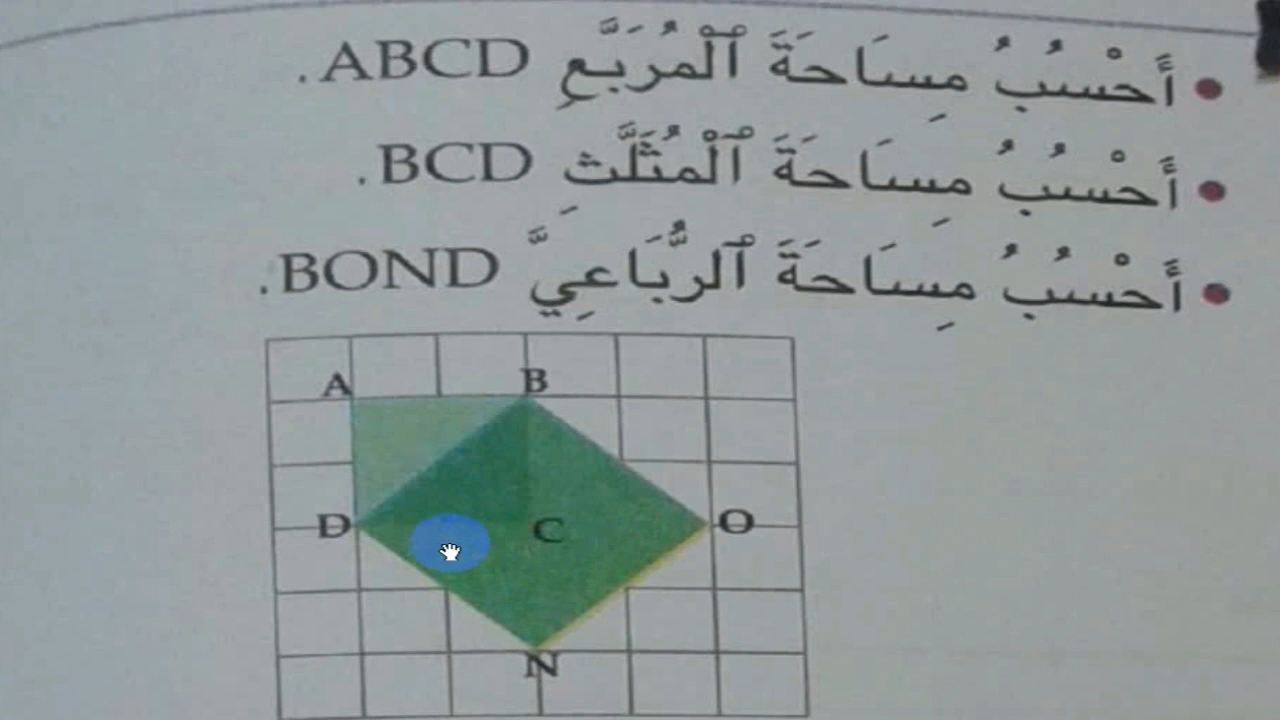 • أَحْسُبُ مِسَاحَةَ ٱلْمُرَبَّعِ ABCD .
• أَحْسُبُ مِسَاحَةَ ٱلْمُثَلَّثِ BCD .
• أَحْسُبُ مِسَاحَةَ ٱلرُّبَاعِيِّ BOND .
A B
D C O
N